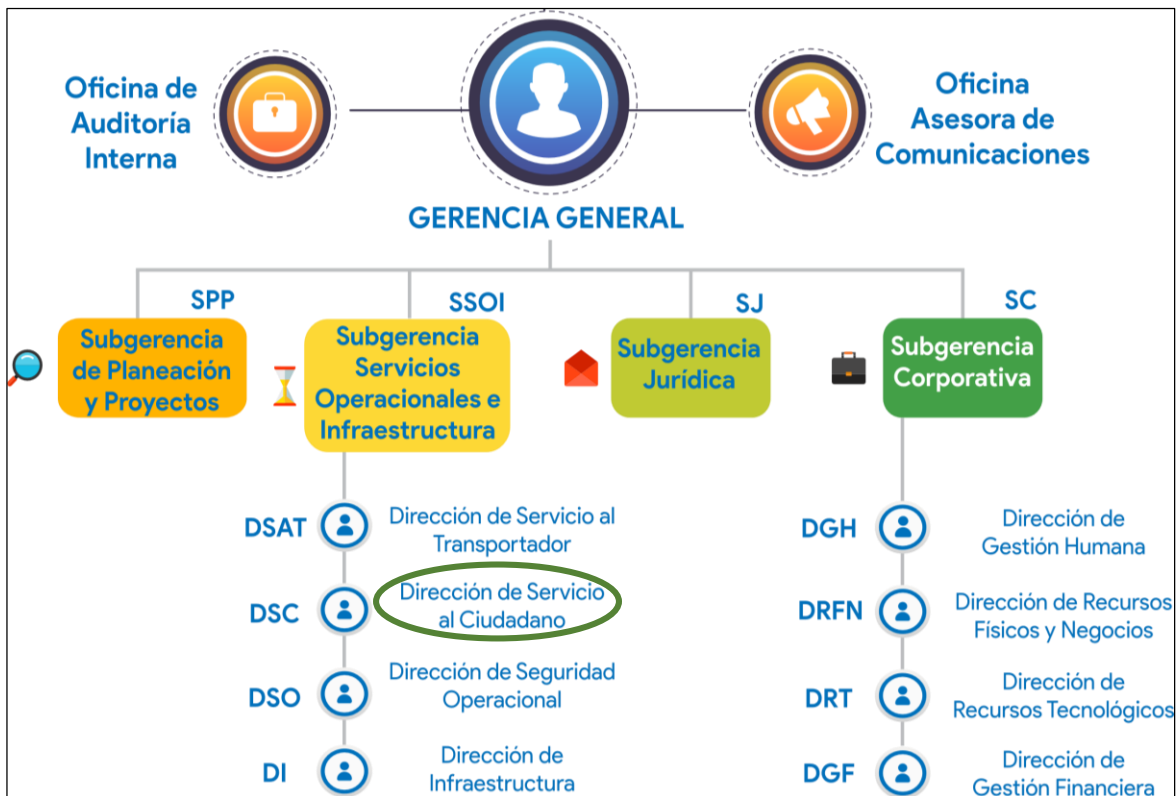 Oficina de
Auditoría
Interna
Oficina
Asesora de
Comunicaciones
GERENCIA GENERAL
SPP
Subgerencia
de Planeación
y Proyectos
SSOI
Subgerencia
Servicios
Operacionales e
Infraestructura
SJ
Subgerencia
Jurídica
SC
Subgerencia
Corporativa
DSAT
Dirección de Servicio al
Transportador
DSC
Dirección de Servicio
al Ciudadano
DSO
Dirección de Seguridad
Operacional
DI
Dirección de
Infraestructura
DGH
Dirección de
Gestión Humana
DRFN
Dirección de Recursos
Físicos y Negocios
DRT
Dirección de
Recursos Tecnológicos
DGF
Dirección de
Gestión Financiera